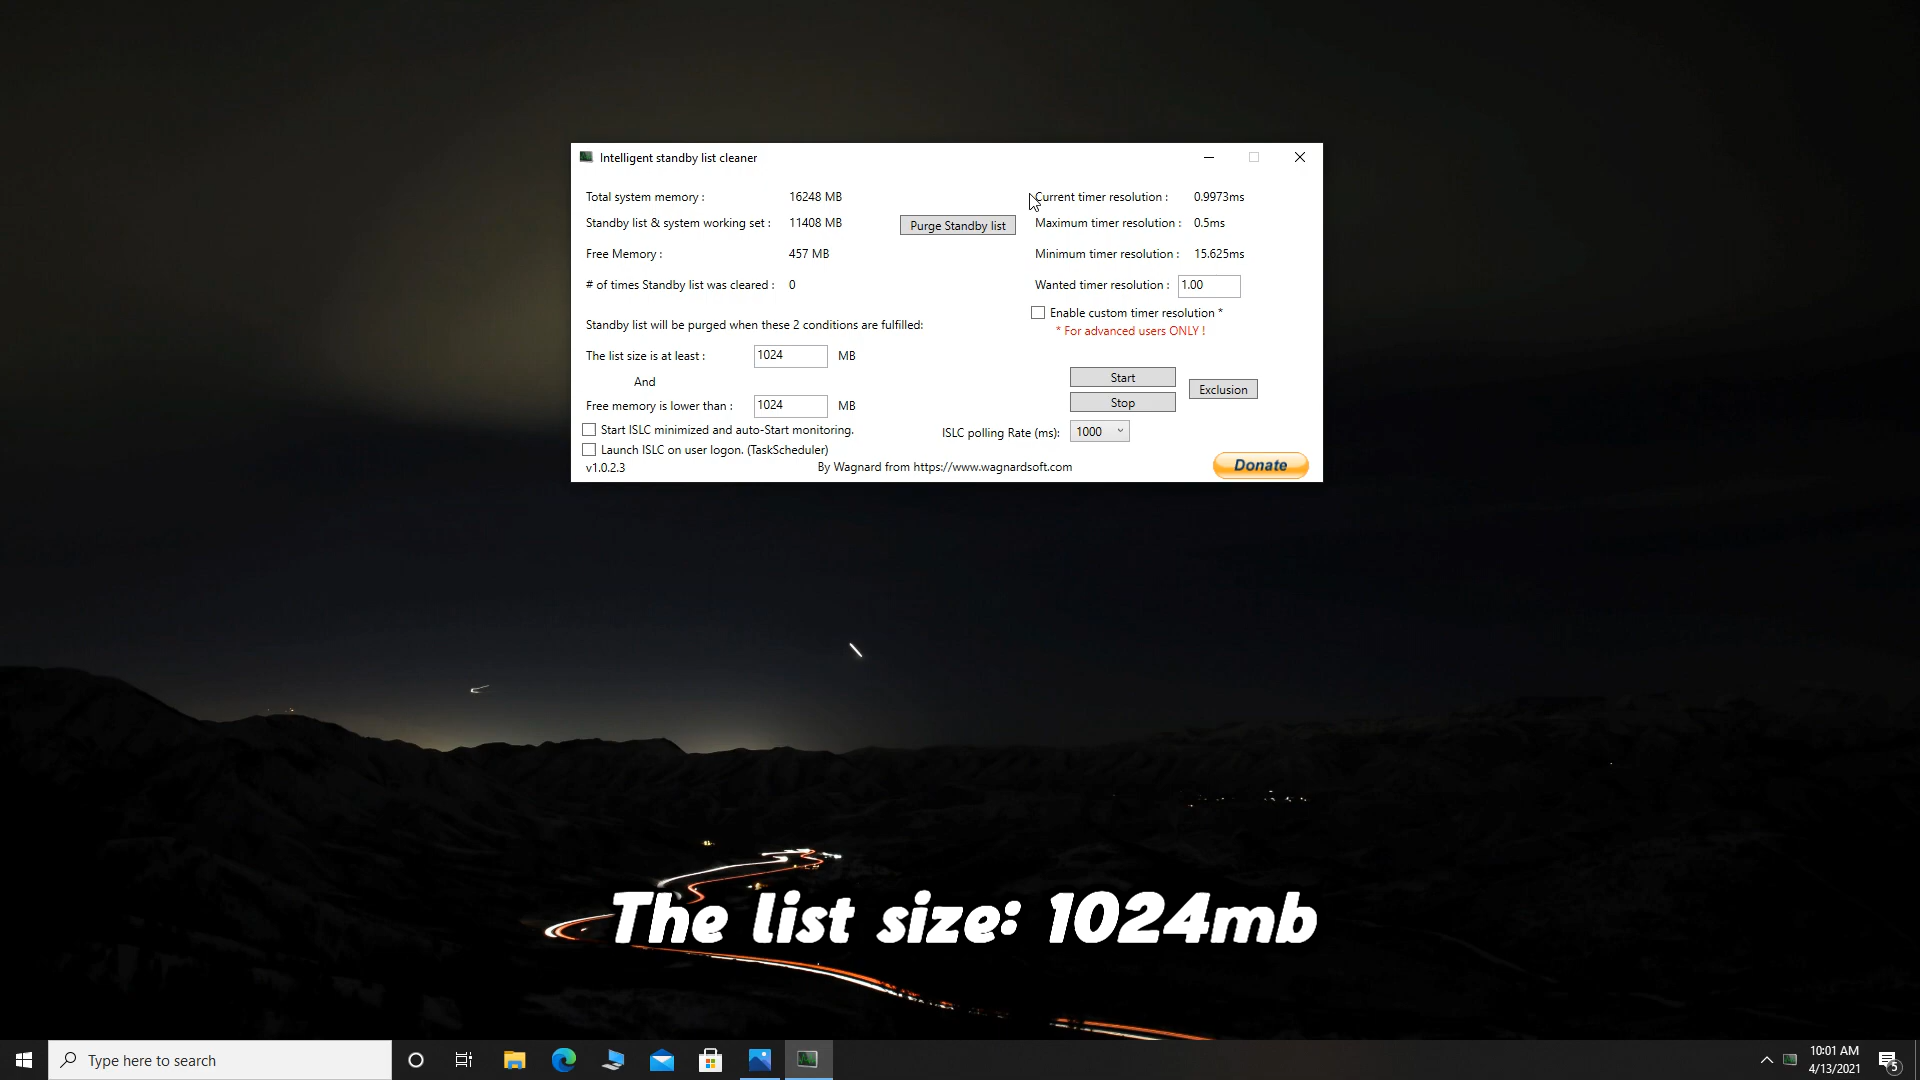 Intelligent standby list cleaner
Total system memory : 16248 MB
Standby list & system working set : 11408 MB
Purge Standby list
Free Memory : 457 MB
# of times Standby list was cleared : 0
Standby list will be purged when these 2 conditions are fulfilled:
The list size is at least : 1024 MB
And
Free memory is lower than : 1024 MB
Start ISLC minimized and auto-Start monitoring.
Launch ISLC on user logon. (TaskScheduler)
v1.0.2.3
By Wagnard from https://www.wagnardsoft.com
Current timer resolution : 0.9973ms
Maximum timer resolution : 0.5ms
Minimum timer resolution : 15.625ms
Wanted timer resolution : 1.00
Enable custom timer resolution *
* For advanced users ONLY !
Start
Stop
Exclusion
ISLC polling Rate (ms): 1000
Donate
The list size: 1024mb
Type here to search
10:01 AM
4/13/2021
5